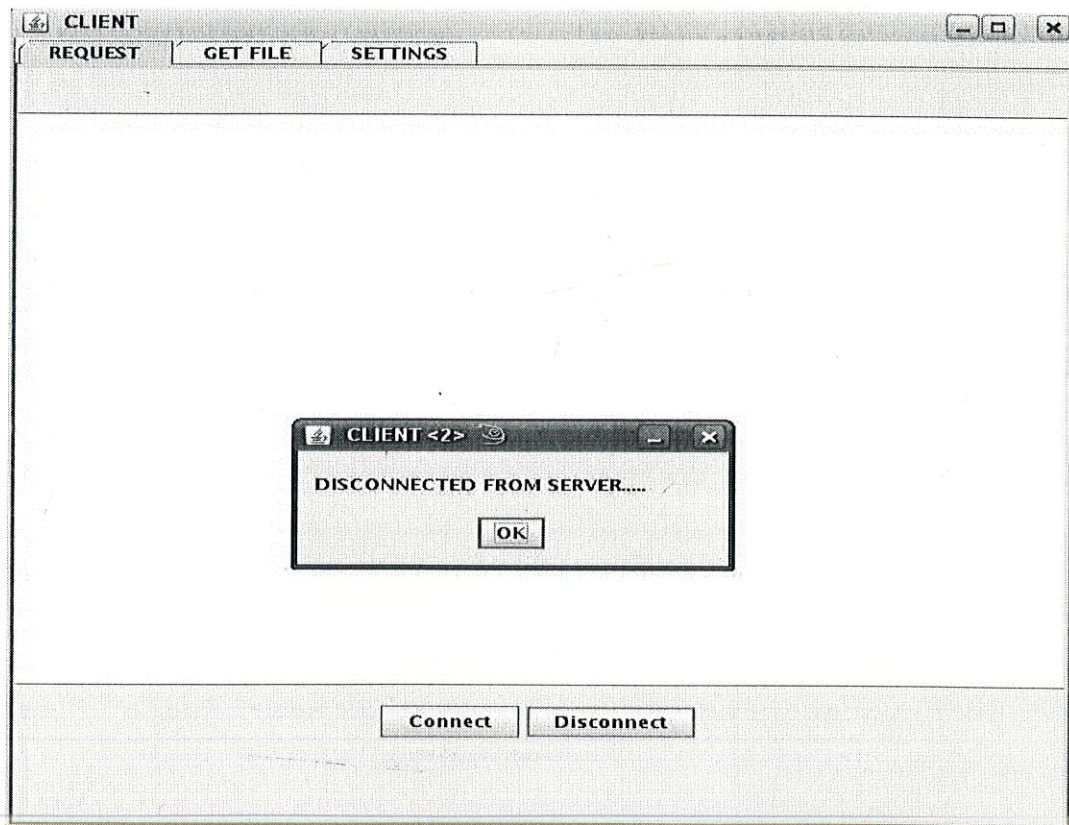 CLIENT
REQUEST GET FILE SETTINGS
CLIENT <2>
DISCONNECTED FROM SERVER.....
OK
Connect Disconnect